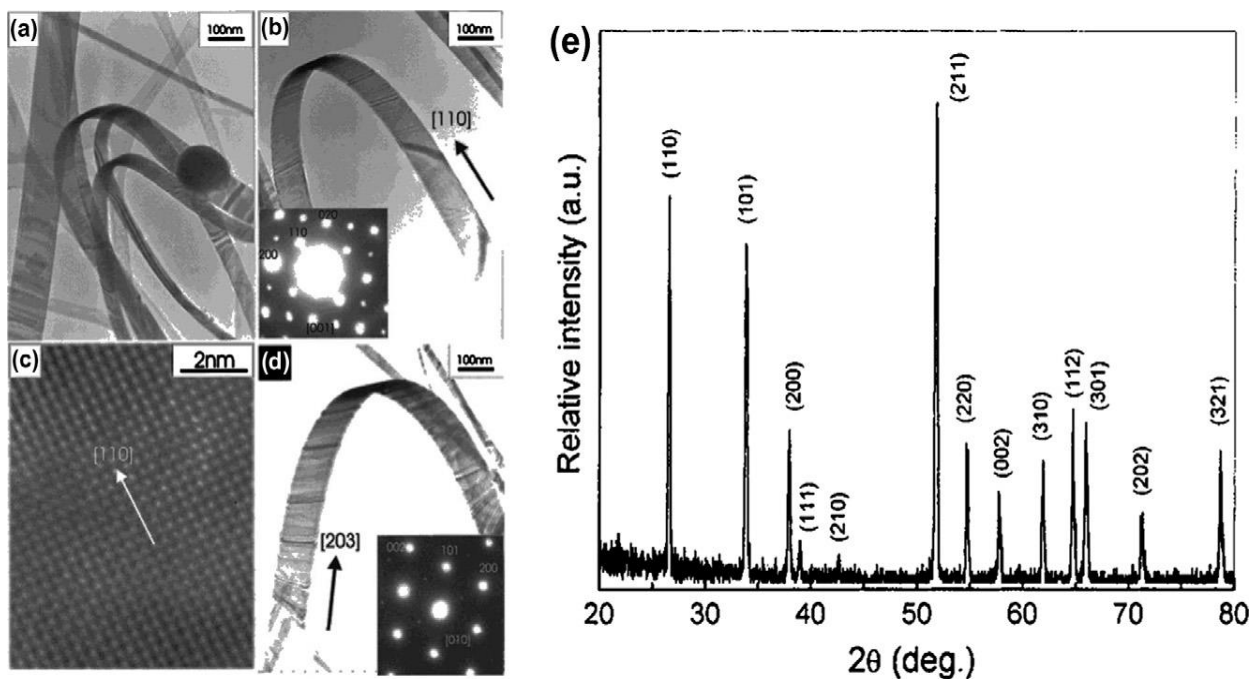 (a)
100nm
(b)
100nm
[110]
020
110
200
[001]
(c)
2nm
[110]
(d)
100nm
[203]
002
101
200
[010]
(e)
Relative intensity (a.u.)
(110)
(101)
(200)
(111)
(210)
(211)
(220)
(002)
(310)
(112)
(301)
(202)
(321)
20
30
40
50
60
70
80
2θ (deg.)